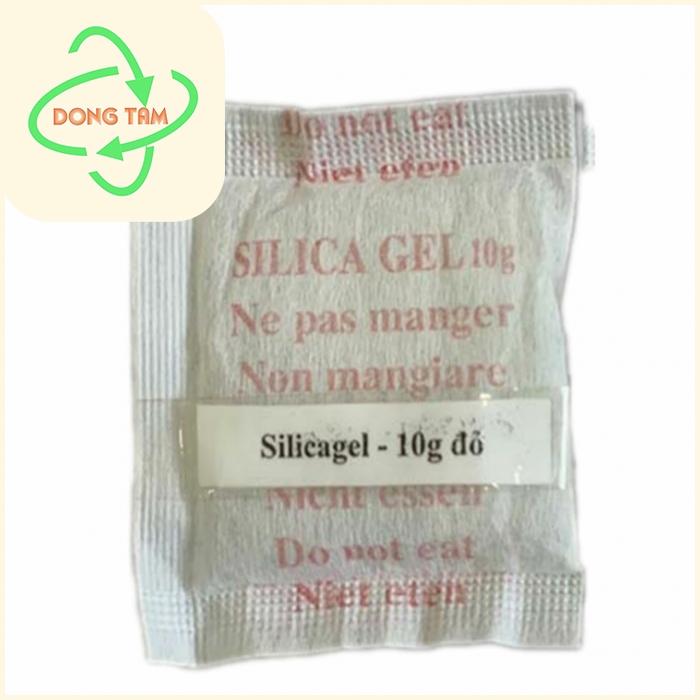 DONG TAM
Do not eat
Niet eten
SILICA GEL 10g
Ne pas manger
Non mangiare
Silicagel - 10g đỏ
Nicht essen
Do not eat
Niet eten